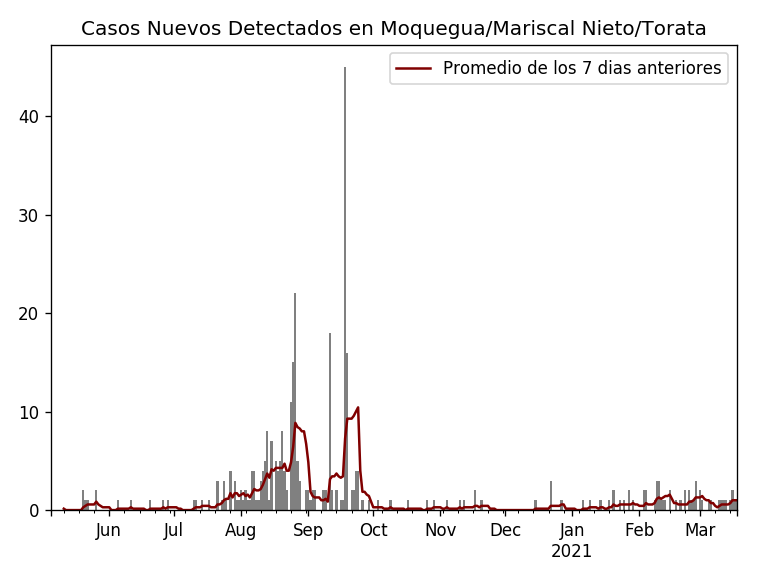 Casos Nuevos Detectados en Moquegua/Mariscal Nieto/Torata
Promedio de los 7 dias anteriores
40
30
20
10
0
Jun Jul Aug Sep Oct Nov Dec Jan Feb Mar
2021